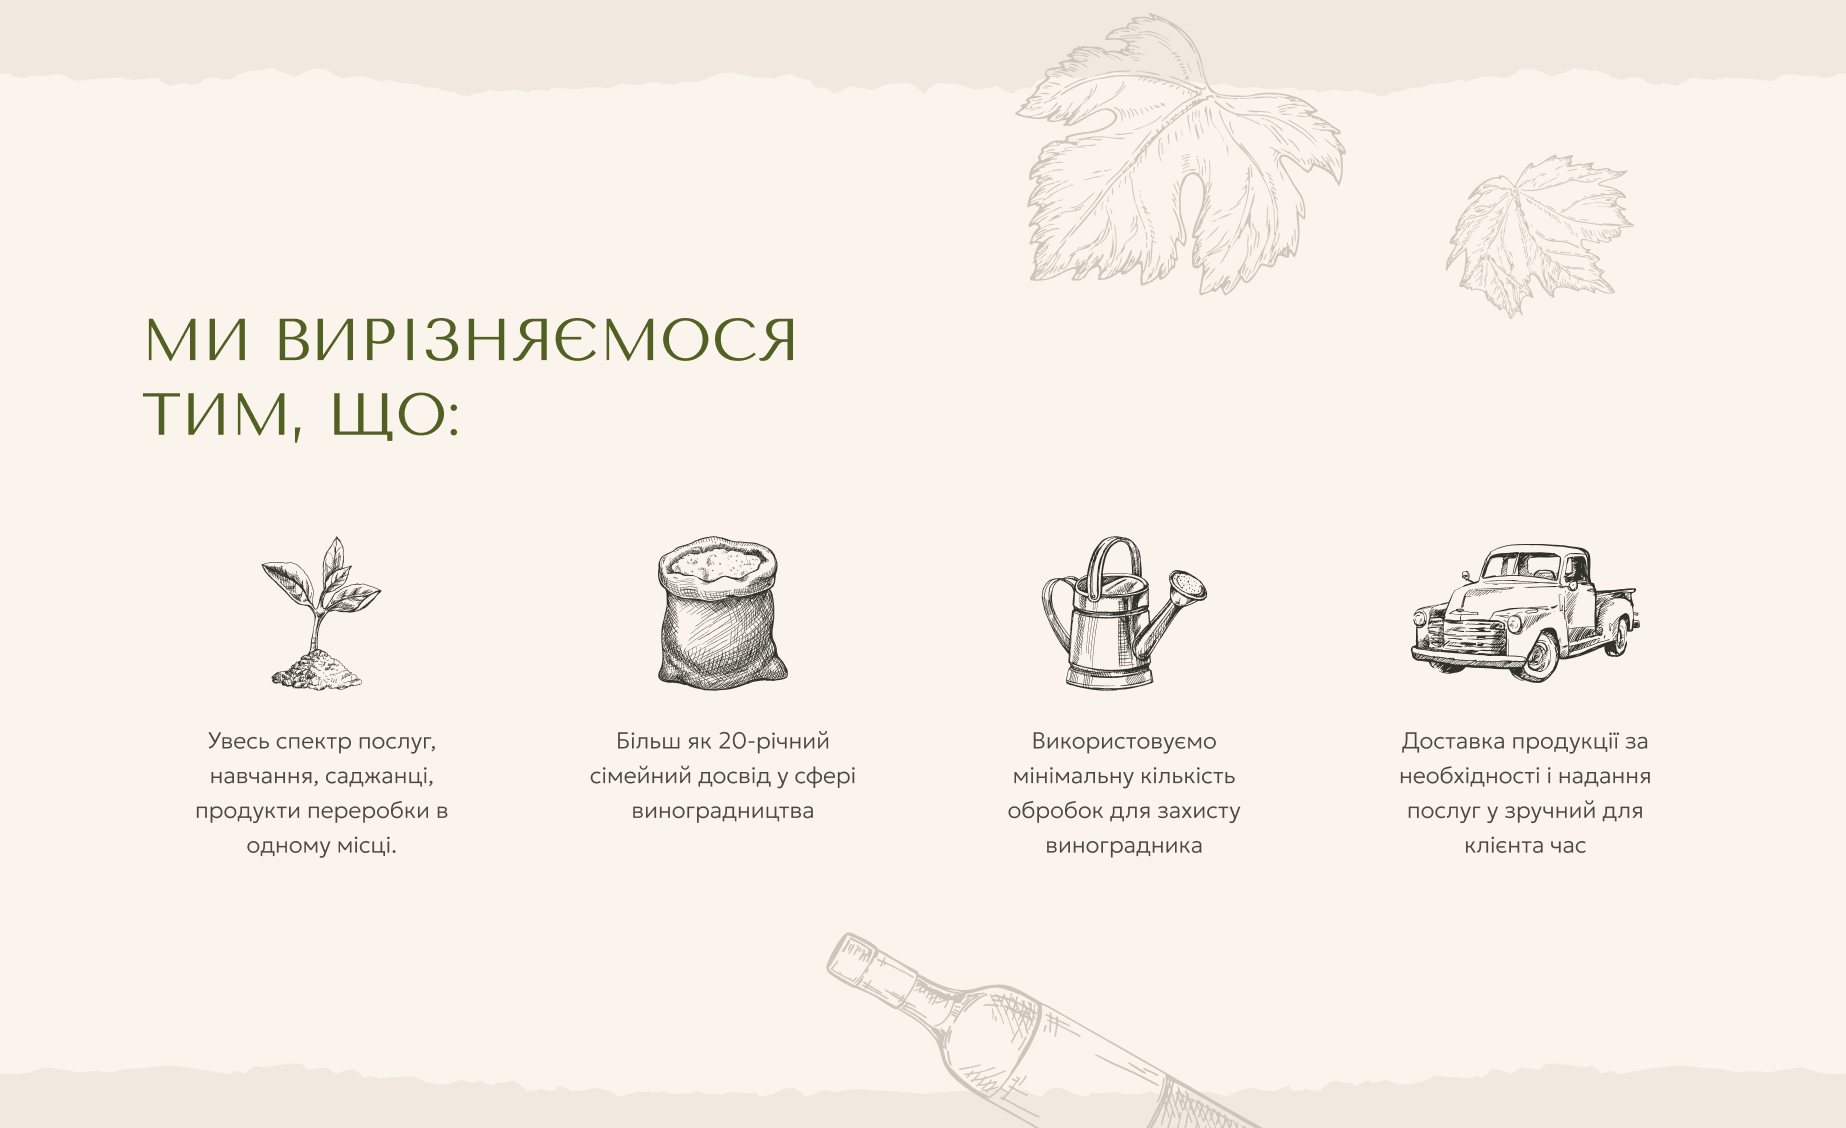 МИ ВИРІЗНЯЄМОСЯ
ТИМ, ЩО:
Увесь спектр послуг,
навчання, саджанці,
продукти переробки в
одному місці.
Більш як 20-річний
сімейний досвід у сфері
виноградництва
Використовуємо
мінімальну кількість
обробок для захисту
виноградника
Доставка продукції за
необхідності і надання
послуг у зручний для
клієнта час